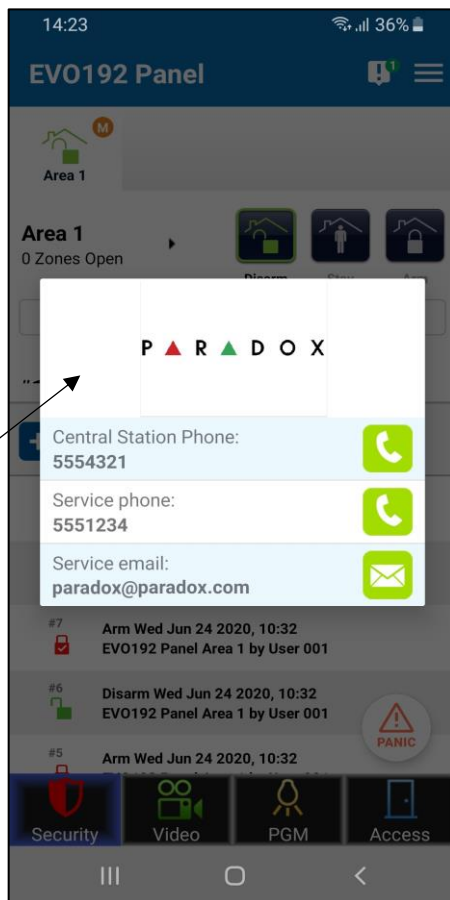 14:23
36%
EVO192 Panel
1
M
Area 1
Area 1
0 Zones Open
Disarm Stay Arm
PARADOX
Central Station Phone:
5554321
Service phone:
5551234
Service email:
paradox@paradox.com
#7
Arm Wed Jun 24 2020, 10:32
EVO192 Panel Area 1 by User 001
#6
Disarm Wed Jun 24 2020, 10:32
EVO192 Panel Area 1 by User 001
PANIC
#5
Arm Wed Jun 24 2020, 10:32
Security Video PGM Access